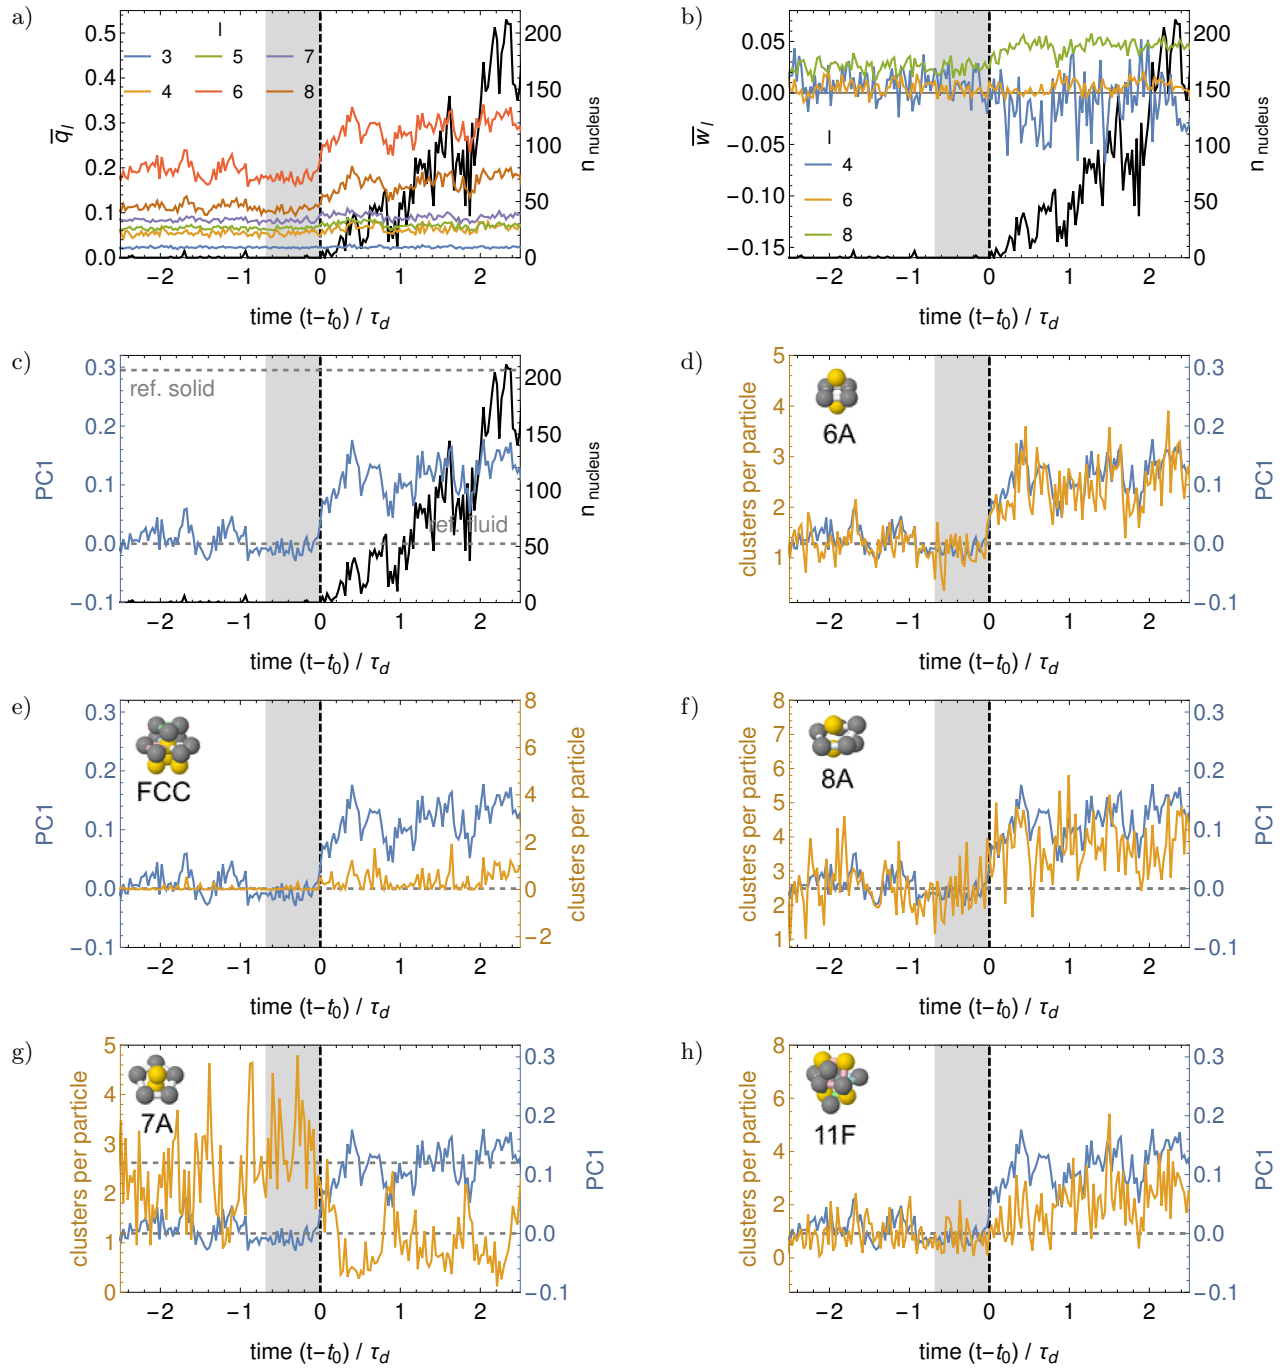 a)
0.5
0.4
0.3
0.2
0.1
0.0
q̅l
l
3 5 7
4 6 8
200
150
100
50
0
n nucleus
−2 −1 0 1 2
time (t−t0) / τd
b)
0.05
0.00
−0.05
−0.10
−0.15
w̅l
l
4
6
8
200
150
100
50
0
n nucleus
−2 −1 0 1 2
time (t−t0) / τd
c)
0.3
0.2
0.1
0.0
−0.1
PC1
ref. solid
ref. fluid
200
150
100
50
0
n nucleus
−2 −1 0 1 2
time (t−t0) / τd
d)
5
4
3
2
1
clusters per particle
6A
0.3
0.2
0.1
0.0
−0.1
PC1
−2 −1 0 1 2
time (t−t0) / τd
e)
0.3
0.2
0.1
0.0
−0.1
PC1
FCC
8
6
4
2
0
−2
clusters per particle
−2 −1 0 1 2
time (t−t0) / τd
f)
8
7
6
5
4
3
2
1
clusters per particle
8A
0.3
0.2
0.1
0.0
−0.1
PC1
−2 −1 0 1 2
time (t−t0) / τd
g)
5
4
3
2
1
0
clusters per particle
7A
0.3
0.2
0.1
0.0
−0.1
PC1
−2 −1 0 1 2
time (t−t0) / τd
h)
8
6
4
2
0
clusters per particle
11F
0.3
0.2
0.1
0.0
−0.1
PC1
−2 −1 0 1 2
time (t−t0) / τd